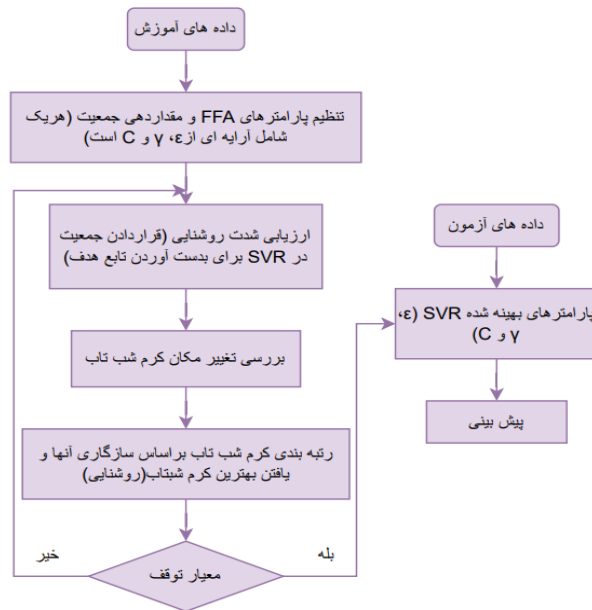 داده های آموزش
تنظیم پارامترهای FFA و مقداردهی جمعیت (هریک
شامل آرایه ای ازε، γ و C است)
ارزیابی شدت روشنایی (قراردادن جمعیت
در SVR برای بدست آوردن تابع هدف)
بررسی تغییر مکان کرم شب تاب
رتبه بندی کرم شب تاب براساس سازگاری آنها و
یافتن بهترین کرم شبتاب(روشنایی)
معیار توقف
خیر
بله
داده های آزمون
پارامترهای بهینه شده SVR (ε،
γ و C)
پیش بینی